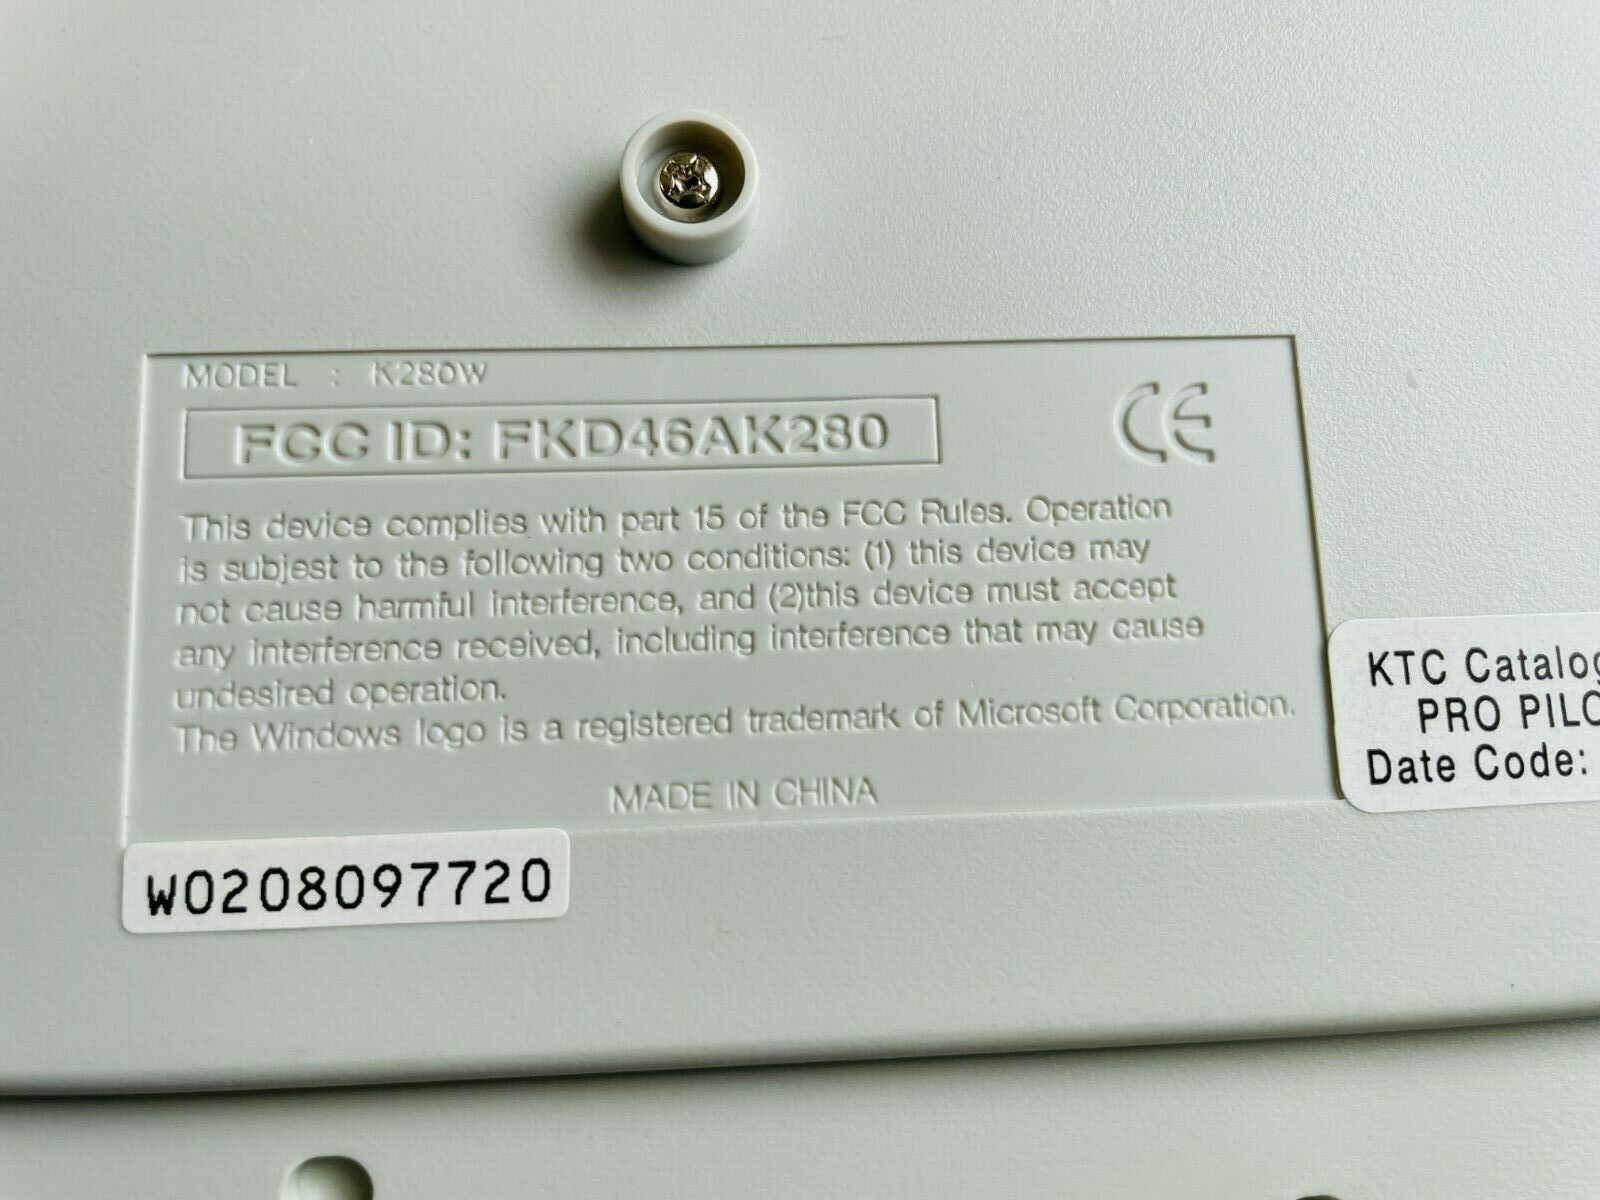 MODEL : K280W
FCC ID: FKD46AK280
CE
This device complies with part 15 of the FCC Rules. Operation
is subjest to the following two conditions: (1) this device may
not cause harmful interference, and (2)this device must accept
any interference received, including interference that may cause
undesired operation.
The Windows logo is a registered trademark of Microsoft Corporation.
MADE IN CHINA
W0208097720
KTC Catalog
PRO PILO
Date Code: